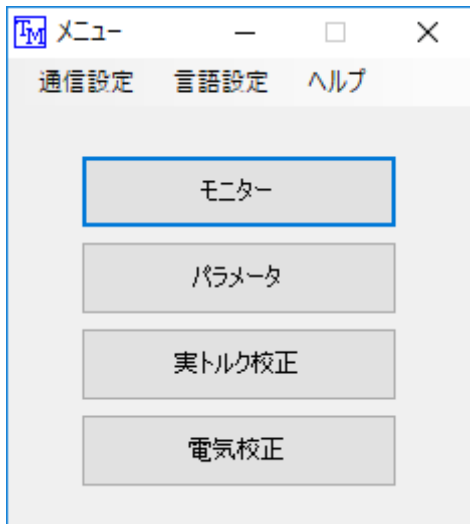 TM メニュー
通信設定 言語設定 ヘルプ
モニター
パラメータ
実トルク校正
電気校正